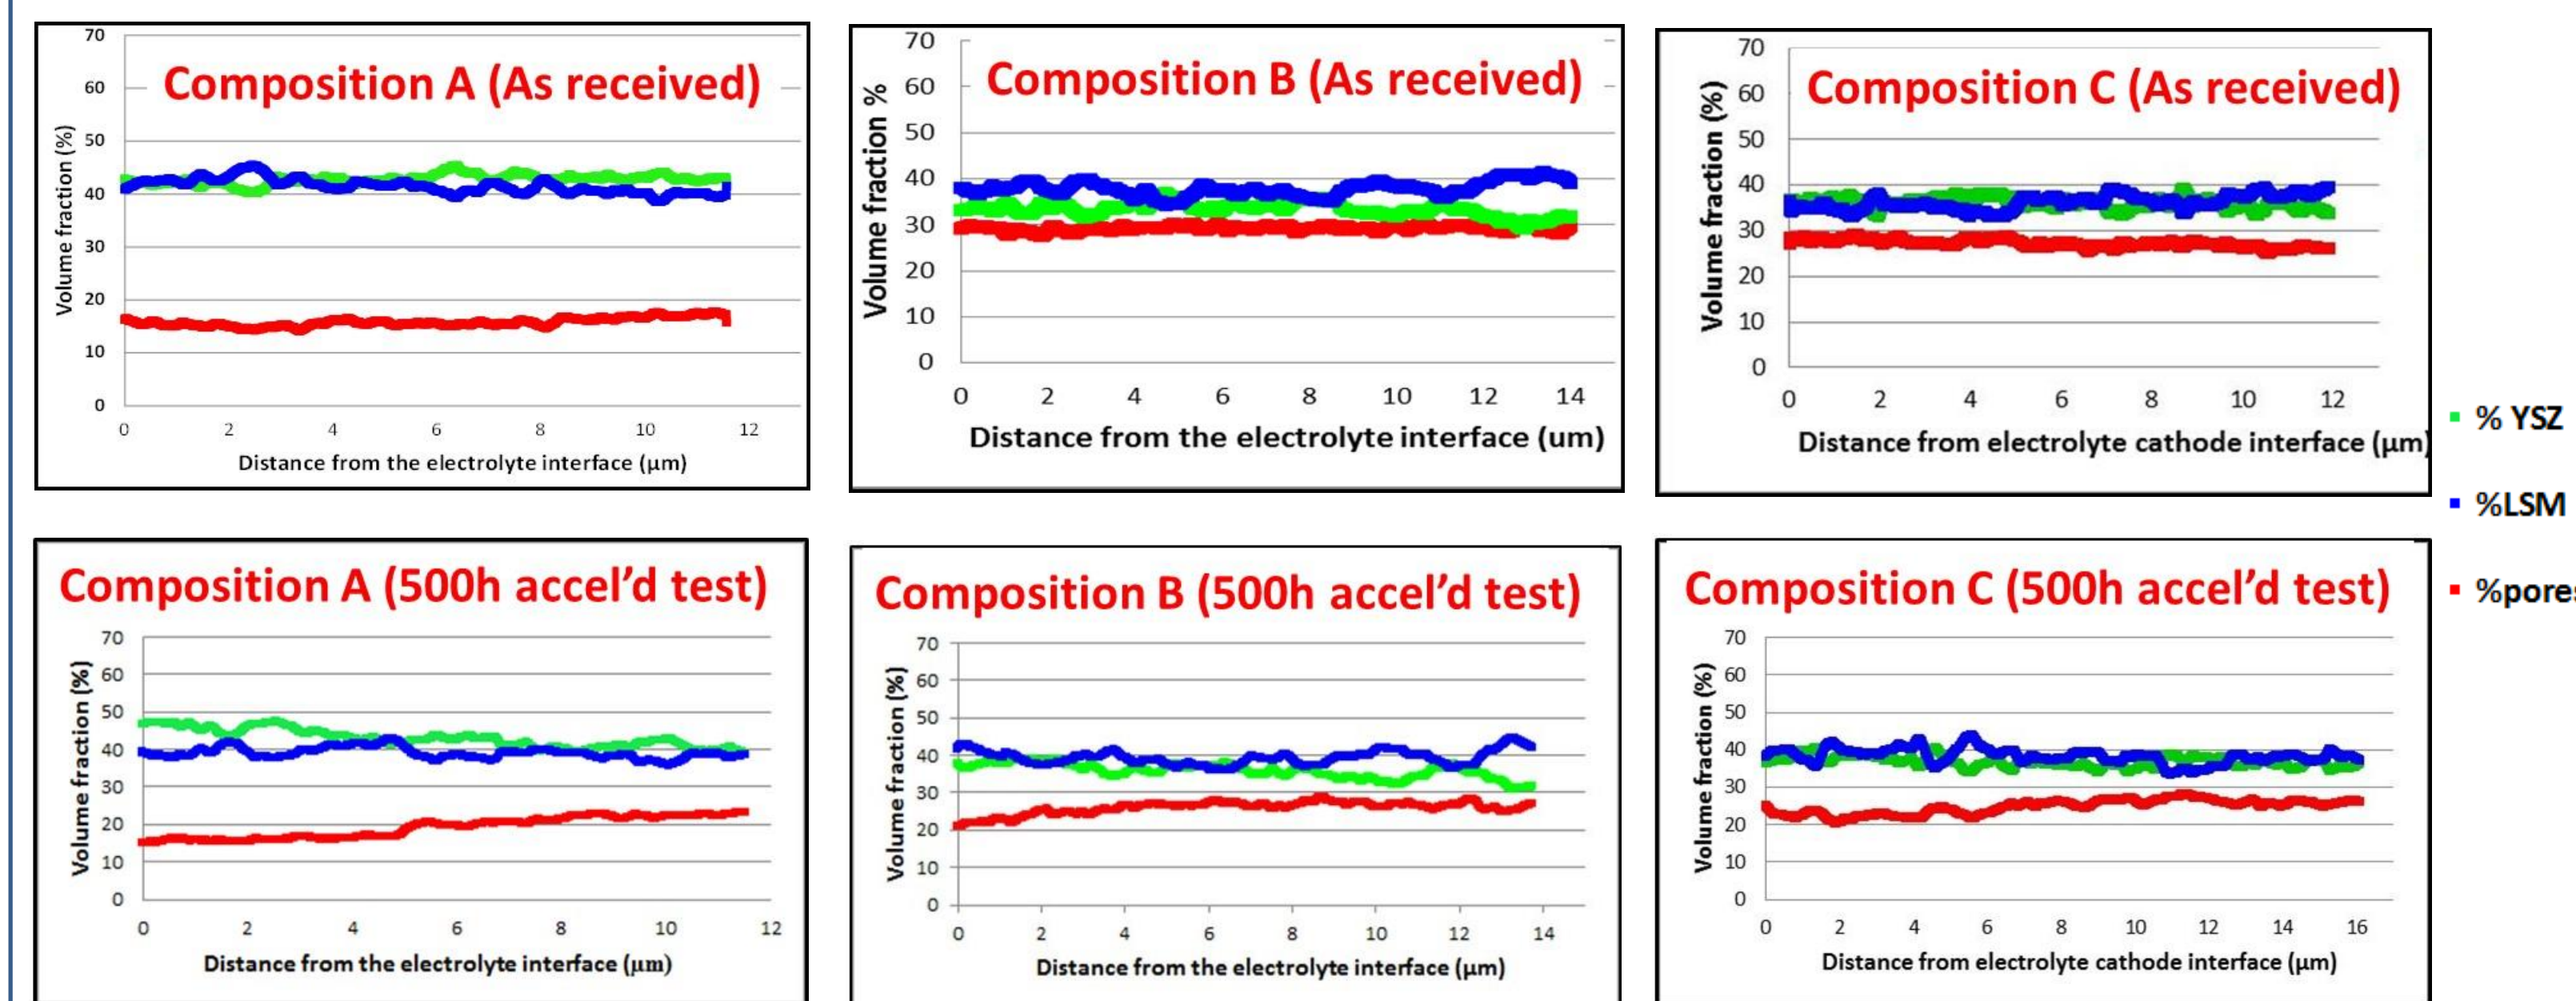 Composition A (As received)
70
60
50
40
30
20
10
0
Volume fraction (%)
0 2 4 6 8 10 12
Distance from the electrolyte interface (μm)
Composition B (As received)
70
60
50
40
30
20
10
0
Volume fraction %
0 2 4 6 8 10 12 14
Distance from the electrolyte interface (um)
Composition C (As received)
70
60
50
40
30
20
10
0
Volume fraction (%)
0 2 4 6 8 10 12
Distance from electrolyte cathode interface (μm)
% YSZ
%LSM
%pores
Composition A (500h accel’d test)
70
60
50
40
30
20
10
0
Volume fraction (%)
0 2 4 6 8 10 12
Distance from the electrolyte interface (μm)
Composition B (500h accel’d test)
70
60
50
40
30
20
10
0
Volume fraction (%)
0 2 4 6 8 10 12 14
Distance from the electrolyte interface (μm)
Composition C (500h accel’d test)
70
60
50
40
30
20
10
0
Volume fraction (%)
0 2 4 6 8 10 12 14 16
Distance from electrolyte cathode interface (μm)